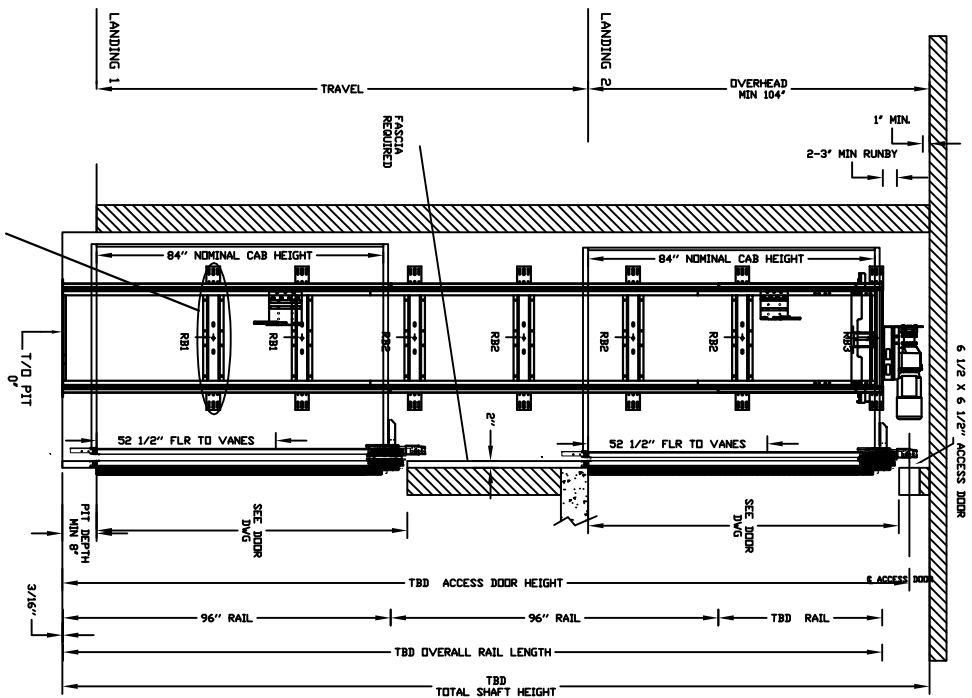 LANDING 1
LANDING 2
TRAVEL
OVERHEAD
MIN 104"
1" MIN.
2-3" MIN RUNBY
FASCIA
REQUIRED
6 1/2 X 6 1/2" ACCESS DOOR
84" NOMINAL CAB HEIGHT
84" NOMINAL CAB HEIGHT
RB1
RB1
RB2
RB2
RB2
RB2
RB3
T/O PIT
0"
52 1/2" FLR TO VANES
2"
52 1/2" FLR TO VANES
PIT DEPTH
MIN 8"
SEE DOOR
DWG
SEE DOOR
DWG
TBD ACCESS DOOR HEIGHT
ACCESS DOOR
3/16"
96" RAIL
96" RAIL
TBD RAIL
TBD OVERALL RAIL LENGTH
TBD
TOTAL SHAFT HEIGHT